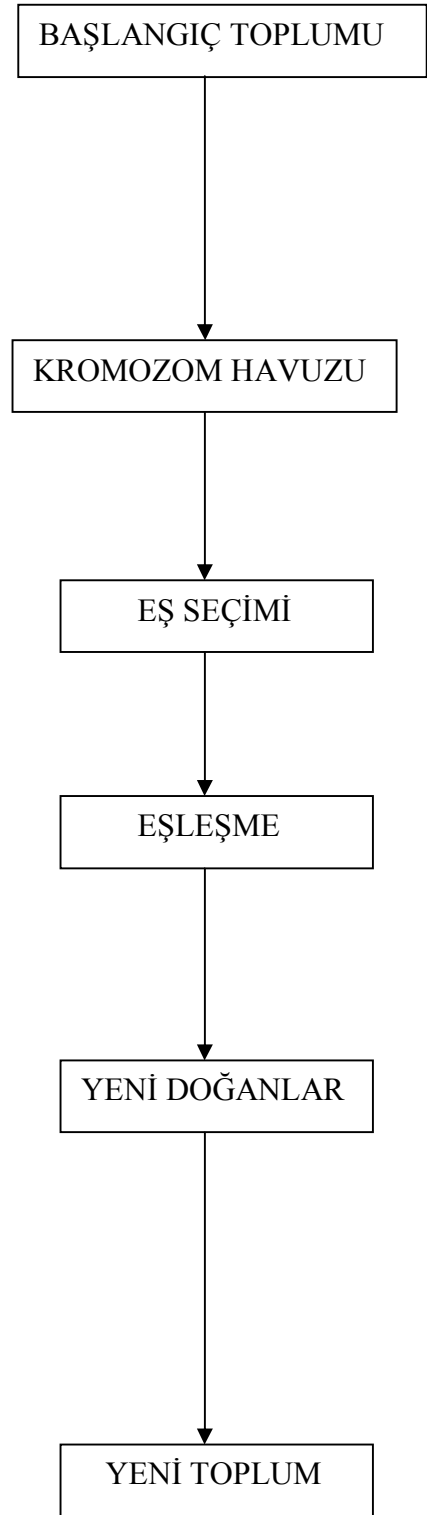 BAŞLANGIÇ TOPLUMU
KROMOZOM HAVUZU
EŞ SEÇİMİ
EŞLEŞME
YENİ DOĞANLAR
YENİ TOPLUM